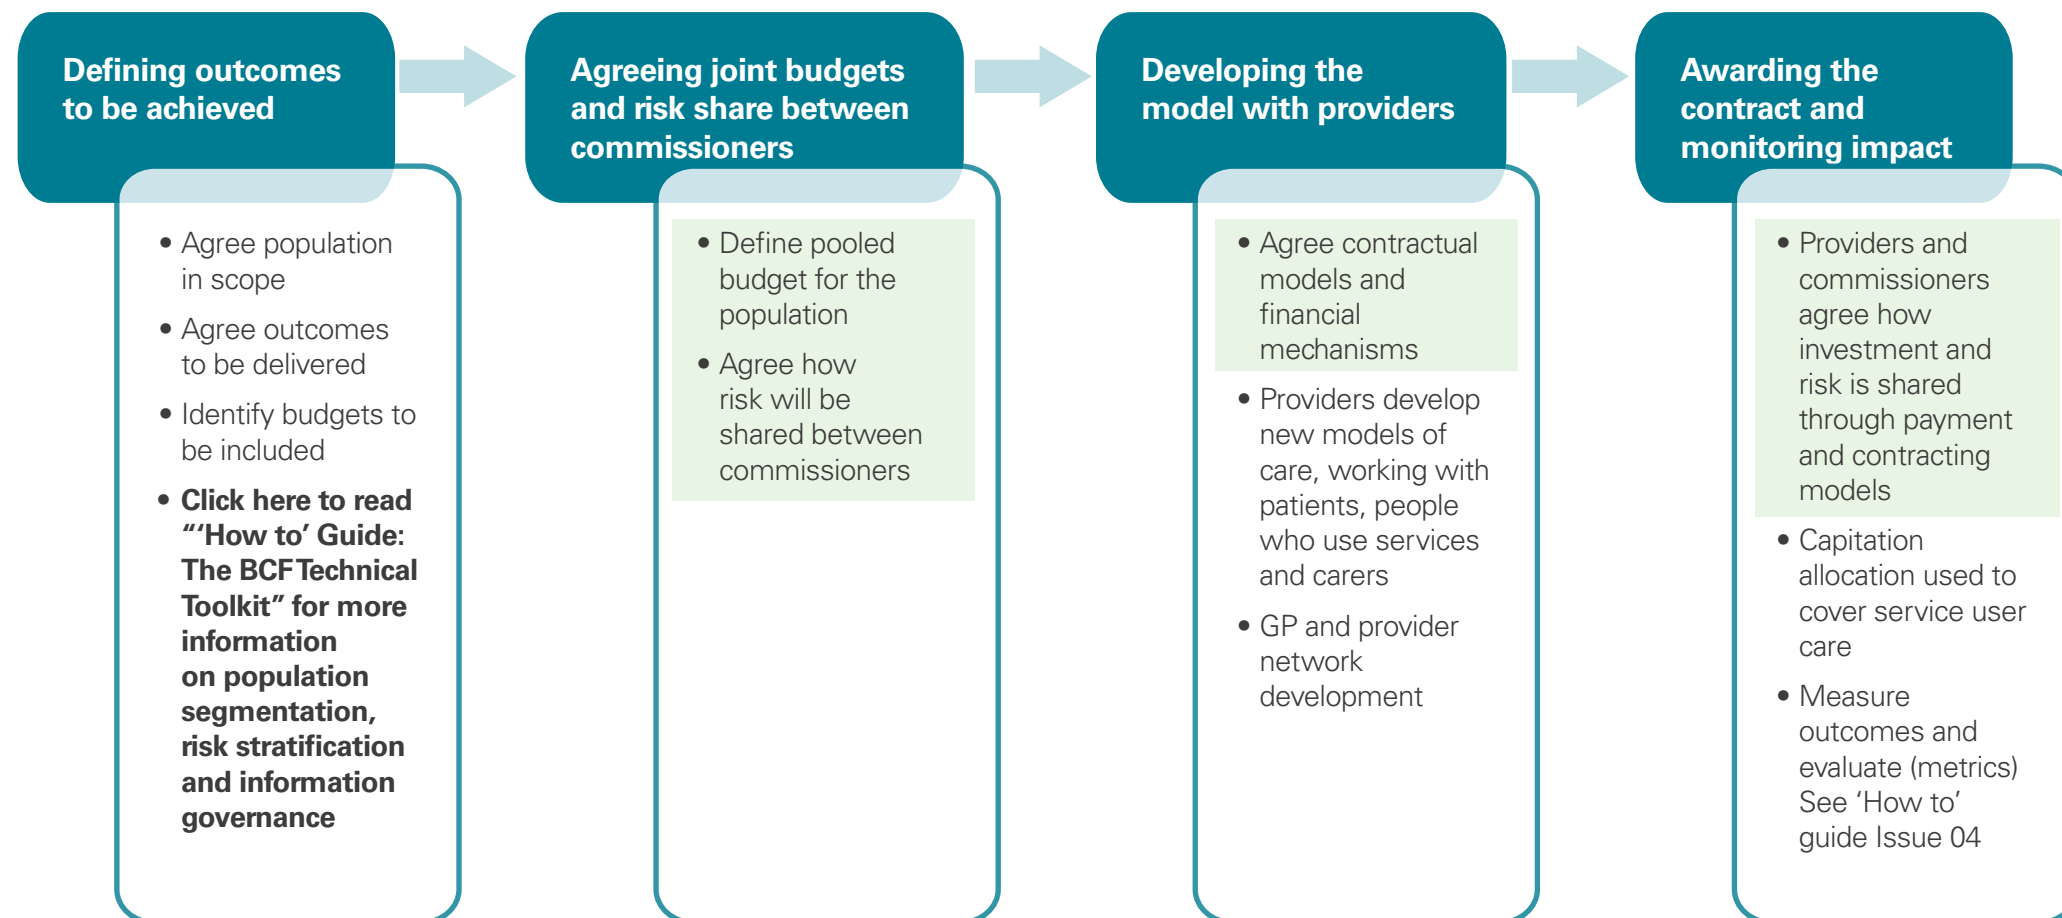 Defining outcomes
to be achieved
• Agree population
in scope
• Agree outcomes
to be delivered
• Identify budgets to
be included
• Click here to read
“‘How to’ Guide:
The BCF Technical
Toolkit” for more
information
on population
segmentation,
risk stratification
and information
governance
Agreeing joint budgets
and risk share between
commissioners
• Define pooled
budget for the
population
• Agree how
risk will be
shared between
commissioners
Developing the
model with providers
• Agree contractual
models and
financial
mechanisms
• Providers develop
new models of
care, working with
patients, people
who use services
and carers
• GP and provider
network
development
Awarding the
contract and
monitoring impact
• Providers and
commissioners
agree how
investment and
risk is shared
through payment
and contracting
models
• Capitation
allocation used to
cover service user
care
• Measure
outcomes and
evaluate (metrics)
See ‘How to’
guide Issue 04